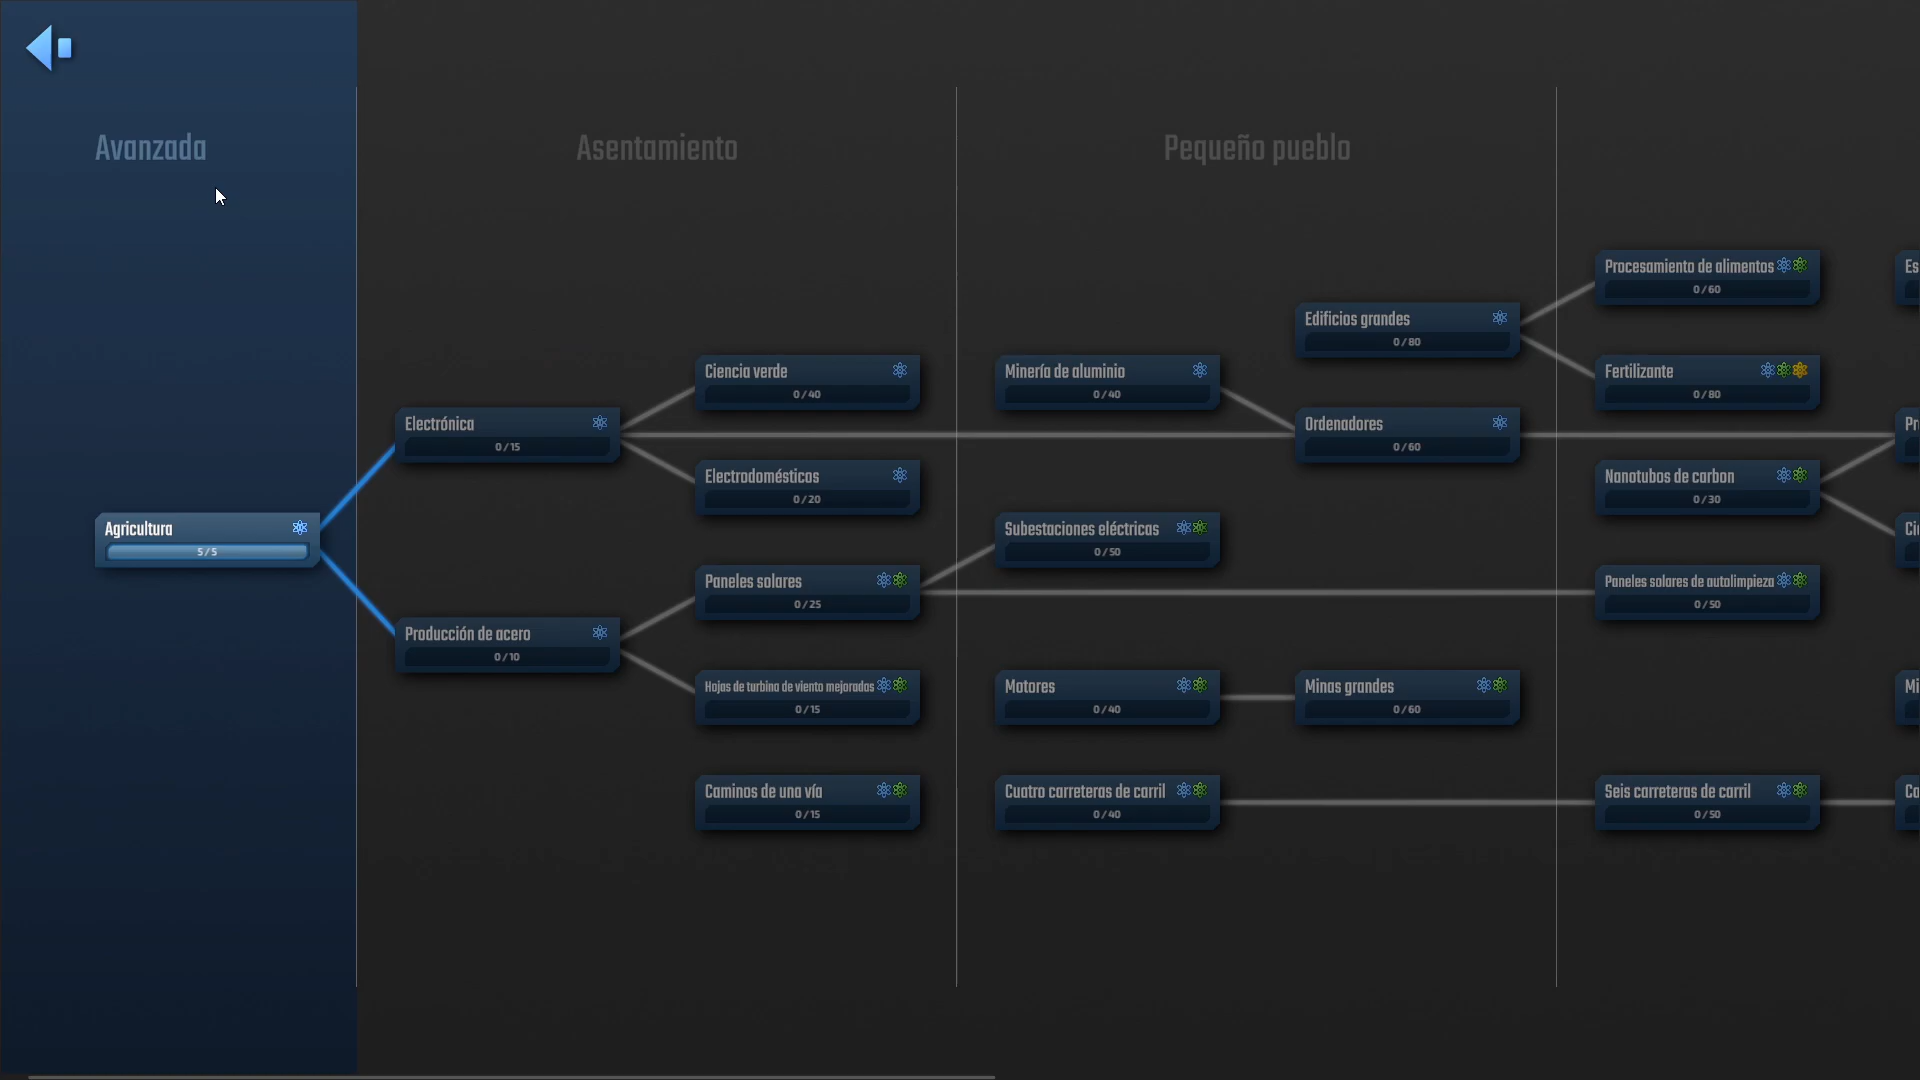 Avanzada
Asentamiento
Pequeño pueblo
Agricultura
5/5
Electrónica
0/15
Producción de acero
0/10
Ciencia verde
0/40
Electrodomésticos
0/20
Paneles solares
0/25
Hojas de turbina de viento mejorados
0/15
Caminos de una vía
0/15
Minería de aluminio
0/40
Subestaciones eléctricas
0/50
Motores
0/40
Cuatro carreteras de carril
0/40
Edificios grandes
0/80
Ordenadores
0/60
Minas grandes
0/60
Procesamiento de alimentos
0/60
Fertilizante
0/80
Nanotubos de carbon
0/30
Paneles solares de autolimpieza
0/50
Seis carreteras de carril
0/50
Es
Pr
Mi